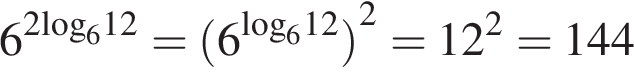 6^{2log_6 12} = (6^{log_6 12})^2 = 12^2 = 144